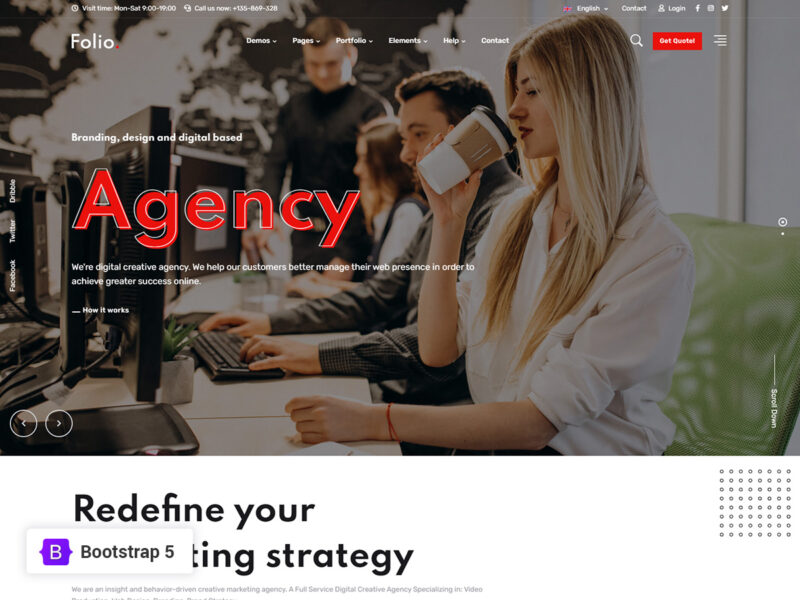 Visit time: Mon-Sat 9:00-19:00 Call us now: +135-869-328 English Contact Login
Folio.
Demos Pages Portfolio Elements Help Contact Get Quote!
Branding, design and digital based
Agency
We're digital creative agency. We help our customers better manage their web presence in order to
achieve greater success online.
How it works
Dribble
Twitter
Facebook
Scroll Down
Redefine your
ting strategy
B Bootstrap 5
We are an insight and behavior-driven creative marketing agency. A Full Service Digital Creative Agency Specializing in: Video